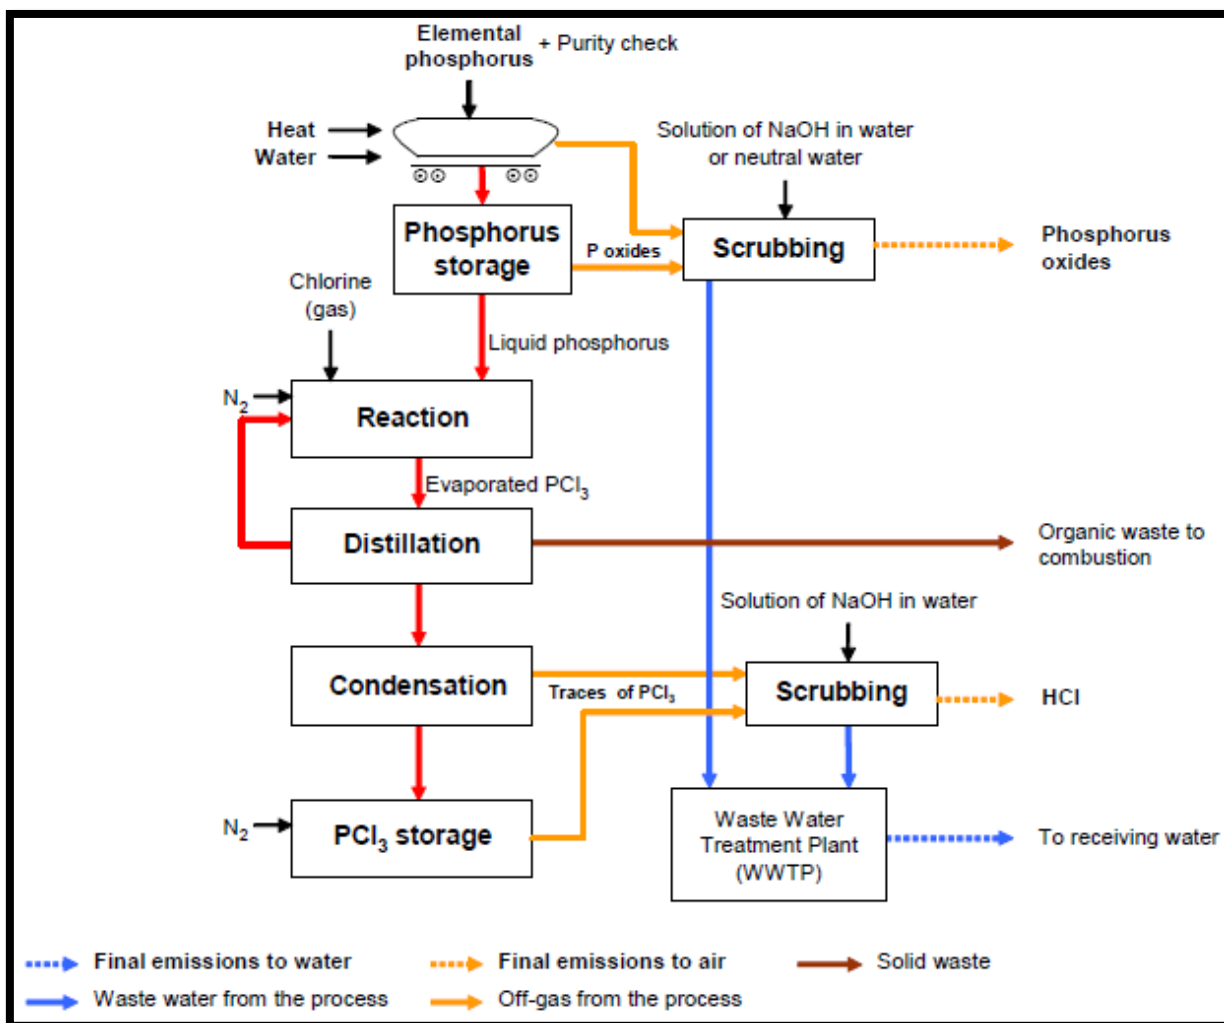 Elemental
phosphorus
+ Purity check
Heat
Water
Solution of NaOH in water
or neutral water
Phosphorus
storage
P oxides
Scrubbing
Phosphorus
oxides
Chlorine
(gas)
Liquid phosphorus
N₂
Reaction
Evaporated PCl₃
Distillation
Organic waste to
combustion
Solution of NaOH in water
Condensation
Traces of PCl₃
Scrubbing
HCl
N₂
PCl₃ storage
Waste Water
Treatment Plant
(WWTP)
To receiving water
Final emissions to water
Final emissions to air
Solid waste
Waste water from the process
Off-gas from the process